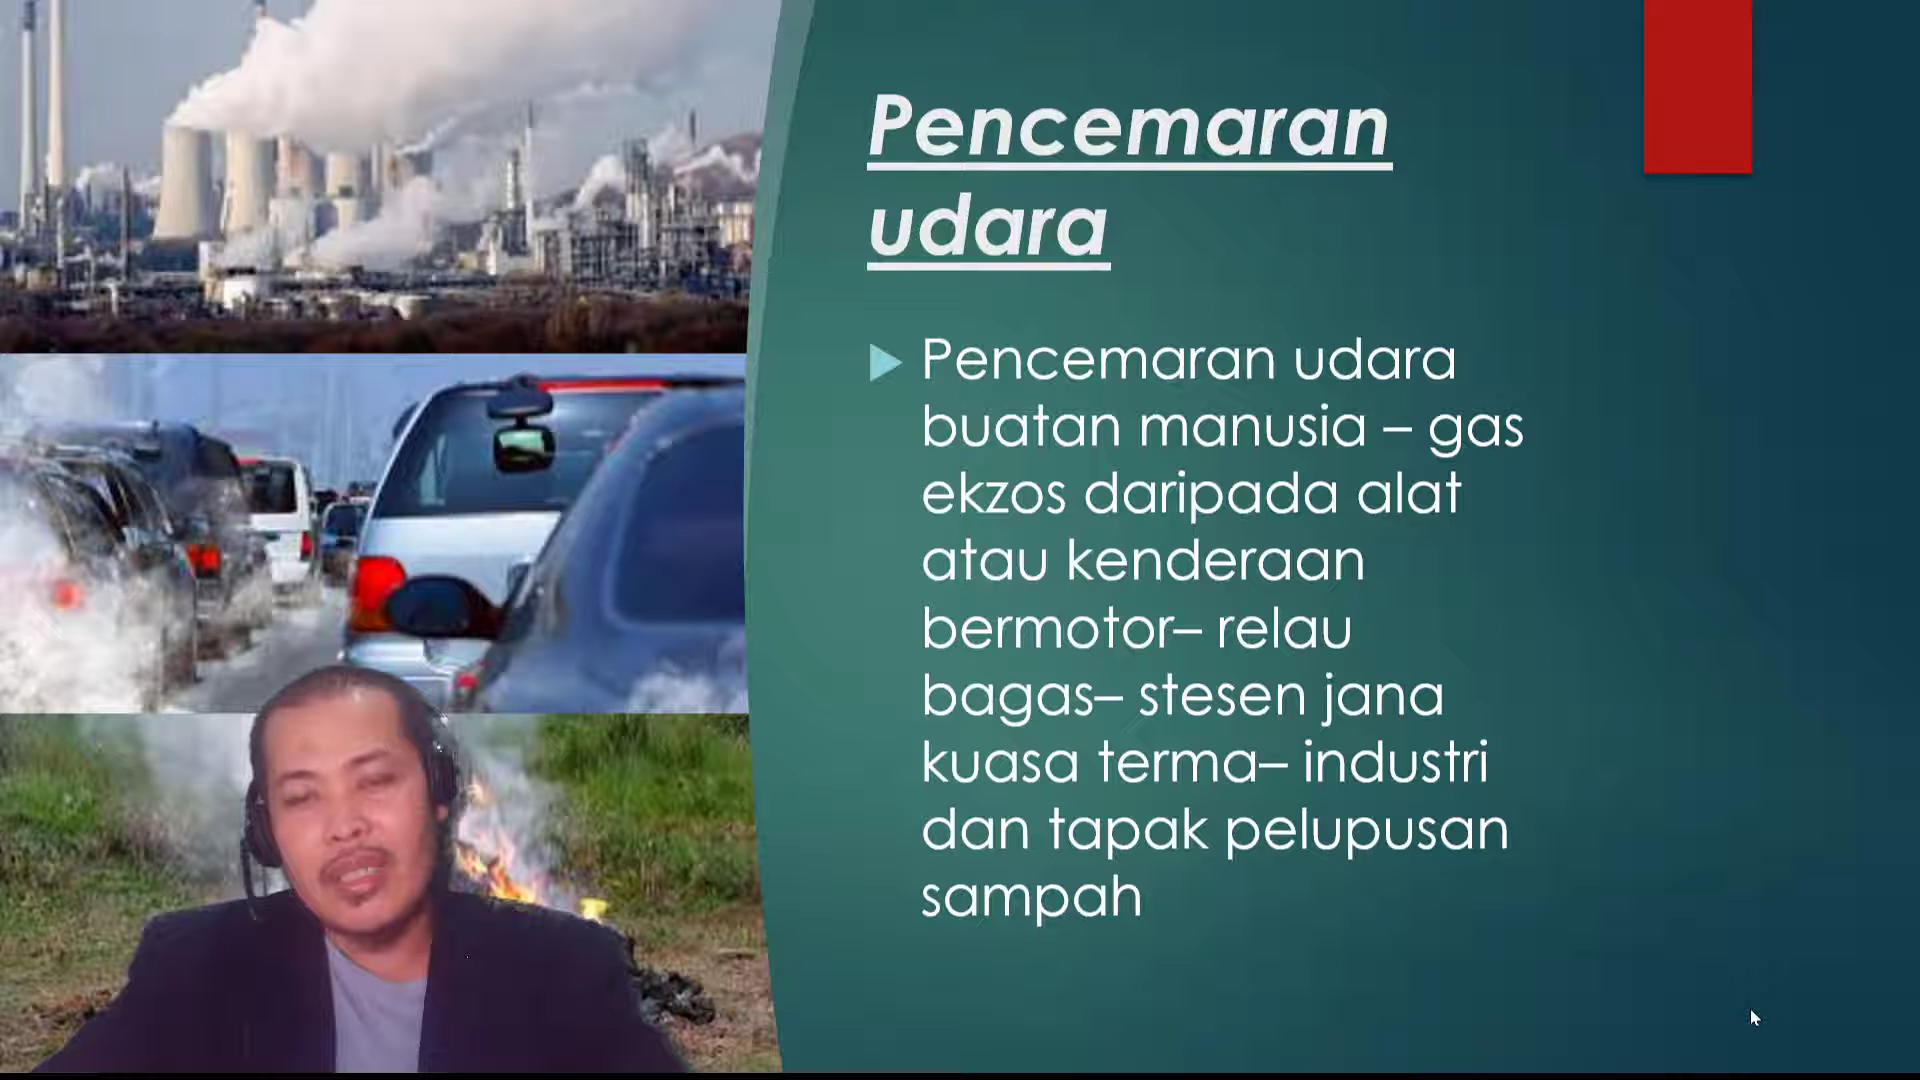 Pencemaran
udara
Pencemaran udara
buatan manusia – gas
ekzos daripada alat
atau kenderaan
bermotor– relau
bagas– stesen jana
kuasa terma– industri
dan tapak pelupusan
sampah